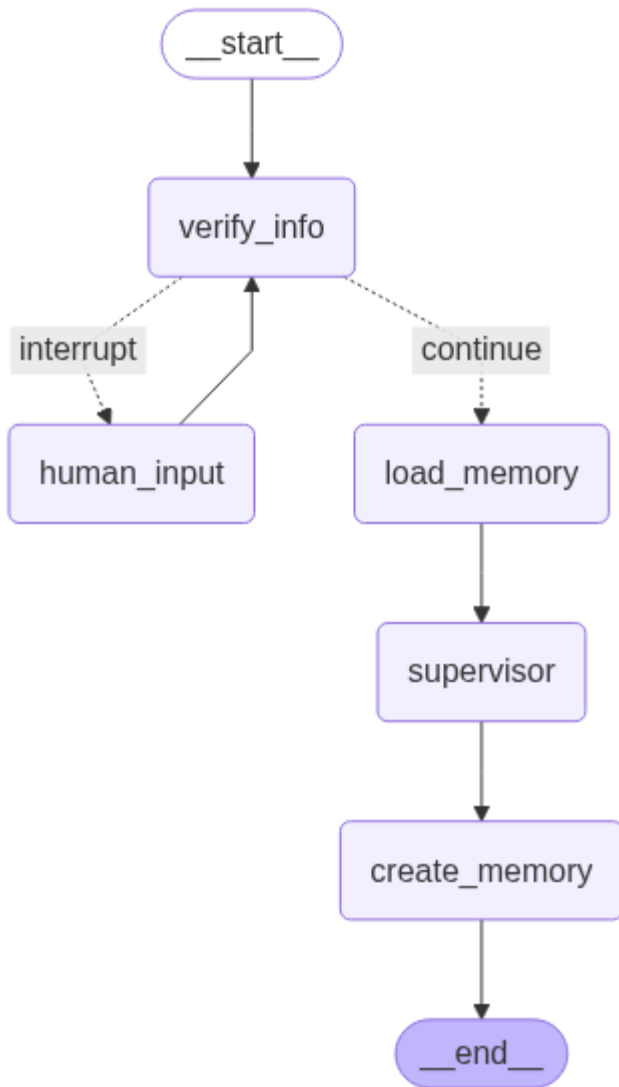 __start__
verify_info
interrupt
continue
human_input
load_memory
supervisor
create_memory
__end__